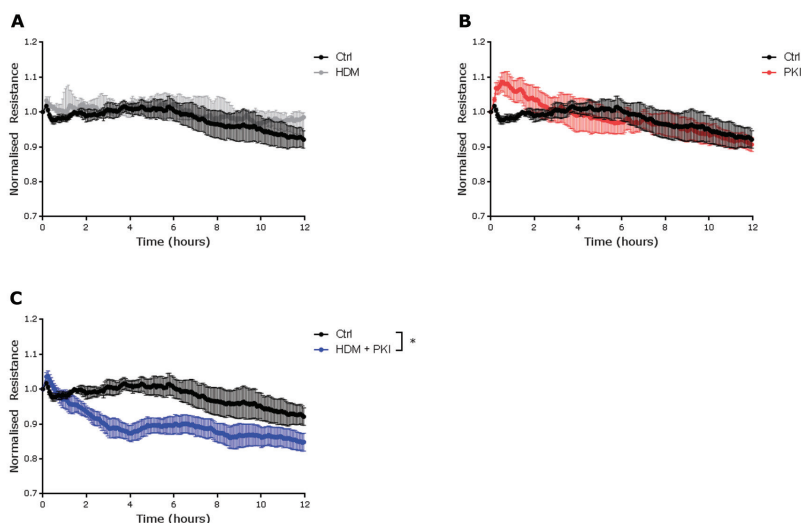 A
Ctrl
HDM
Normalised Resistance
1.2
1.1
1.0
0.9
0.8
0.7
0 2 4 6 8 10 12
Time (hours)
B
Ctrl
PKI
Normalised Resistance
1.2
1.1
1.0
0.9
0.8
0.7
0 2 4 6 8 10 12
Time (hours)
C
Ctrl
HDM + PKI
*
Normalised Resistance
1.2
1.1
1.0
0.9
0.8
0.7
0 2 4 6 8 10 12
Time (hours)